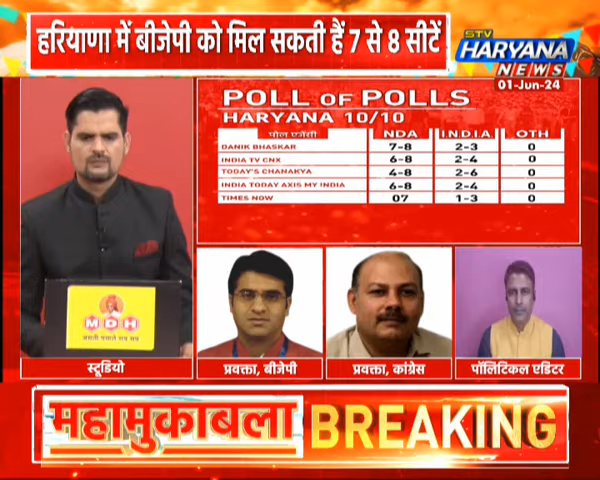 हरियाणा में बीजेपी को मिल सकती हैं 7 से 8 सीटें
STV
HARYANA
NEWS
01-Jun-24
POLL OF POLLS
HARYANA 10/10
पोल एजेंसी NDA I.N.D.I.A OTH
DANIK BHASKAR 7-8 2-3 0
INDIA TV CNX 6-8 2-4 0
TODAY'S CHANAKYA 4-8 2-6 0
INDIA TODAY AXIS MY INDIA 6-8 2-4 0
TIMES NOW 07 1-3 0
MDH
मसाले सच सच
स्टूडियो
प्रवक्ता, बीजेपी
प्रवक्ता, कांग्रेस
पॉलिटिकल एडिटर
महामुकाबला
BREAKING